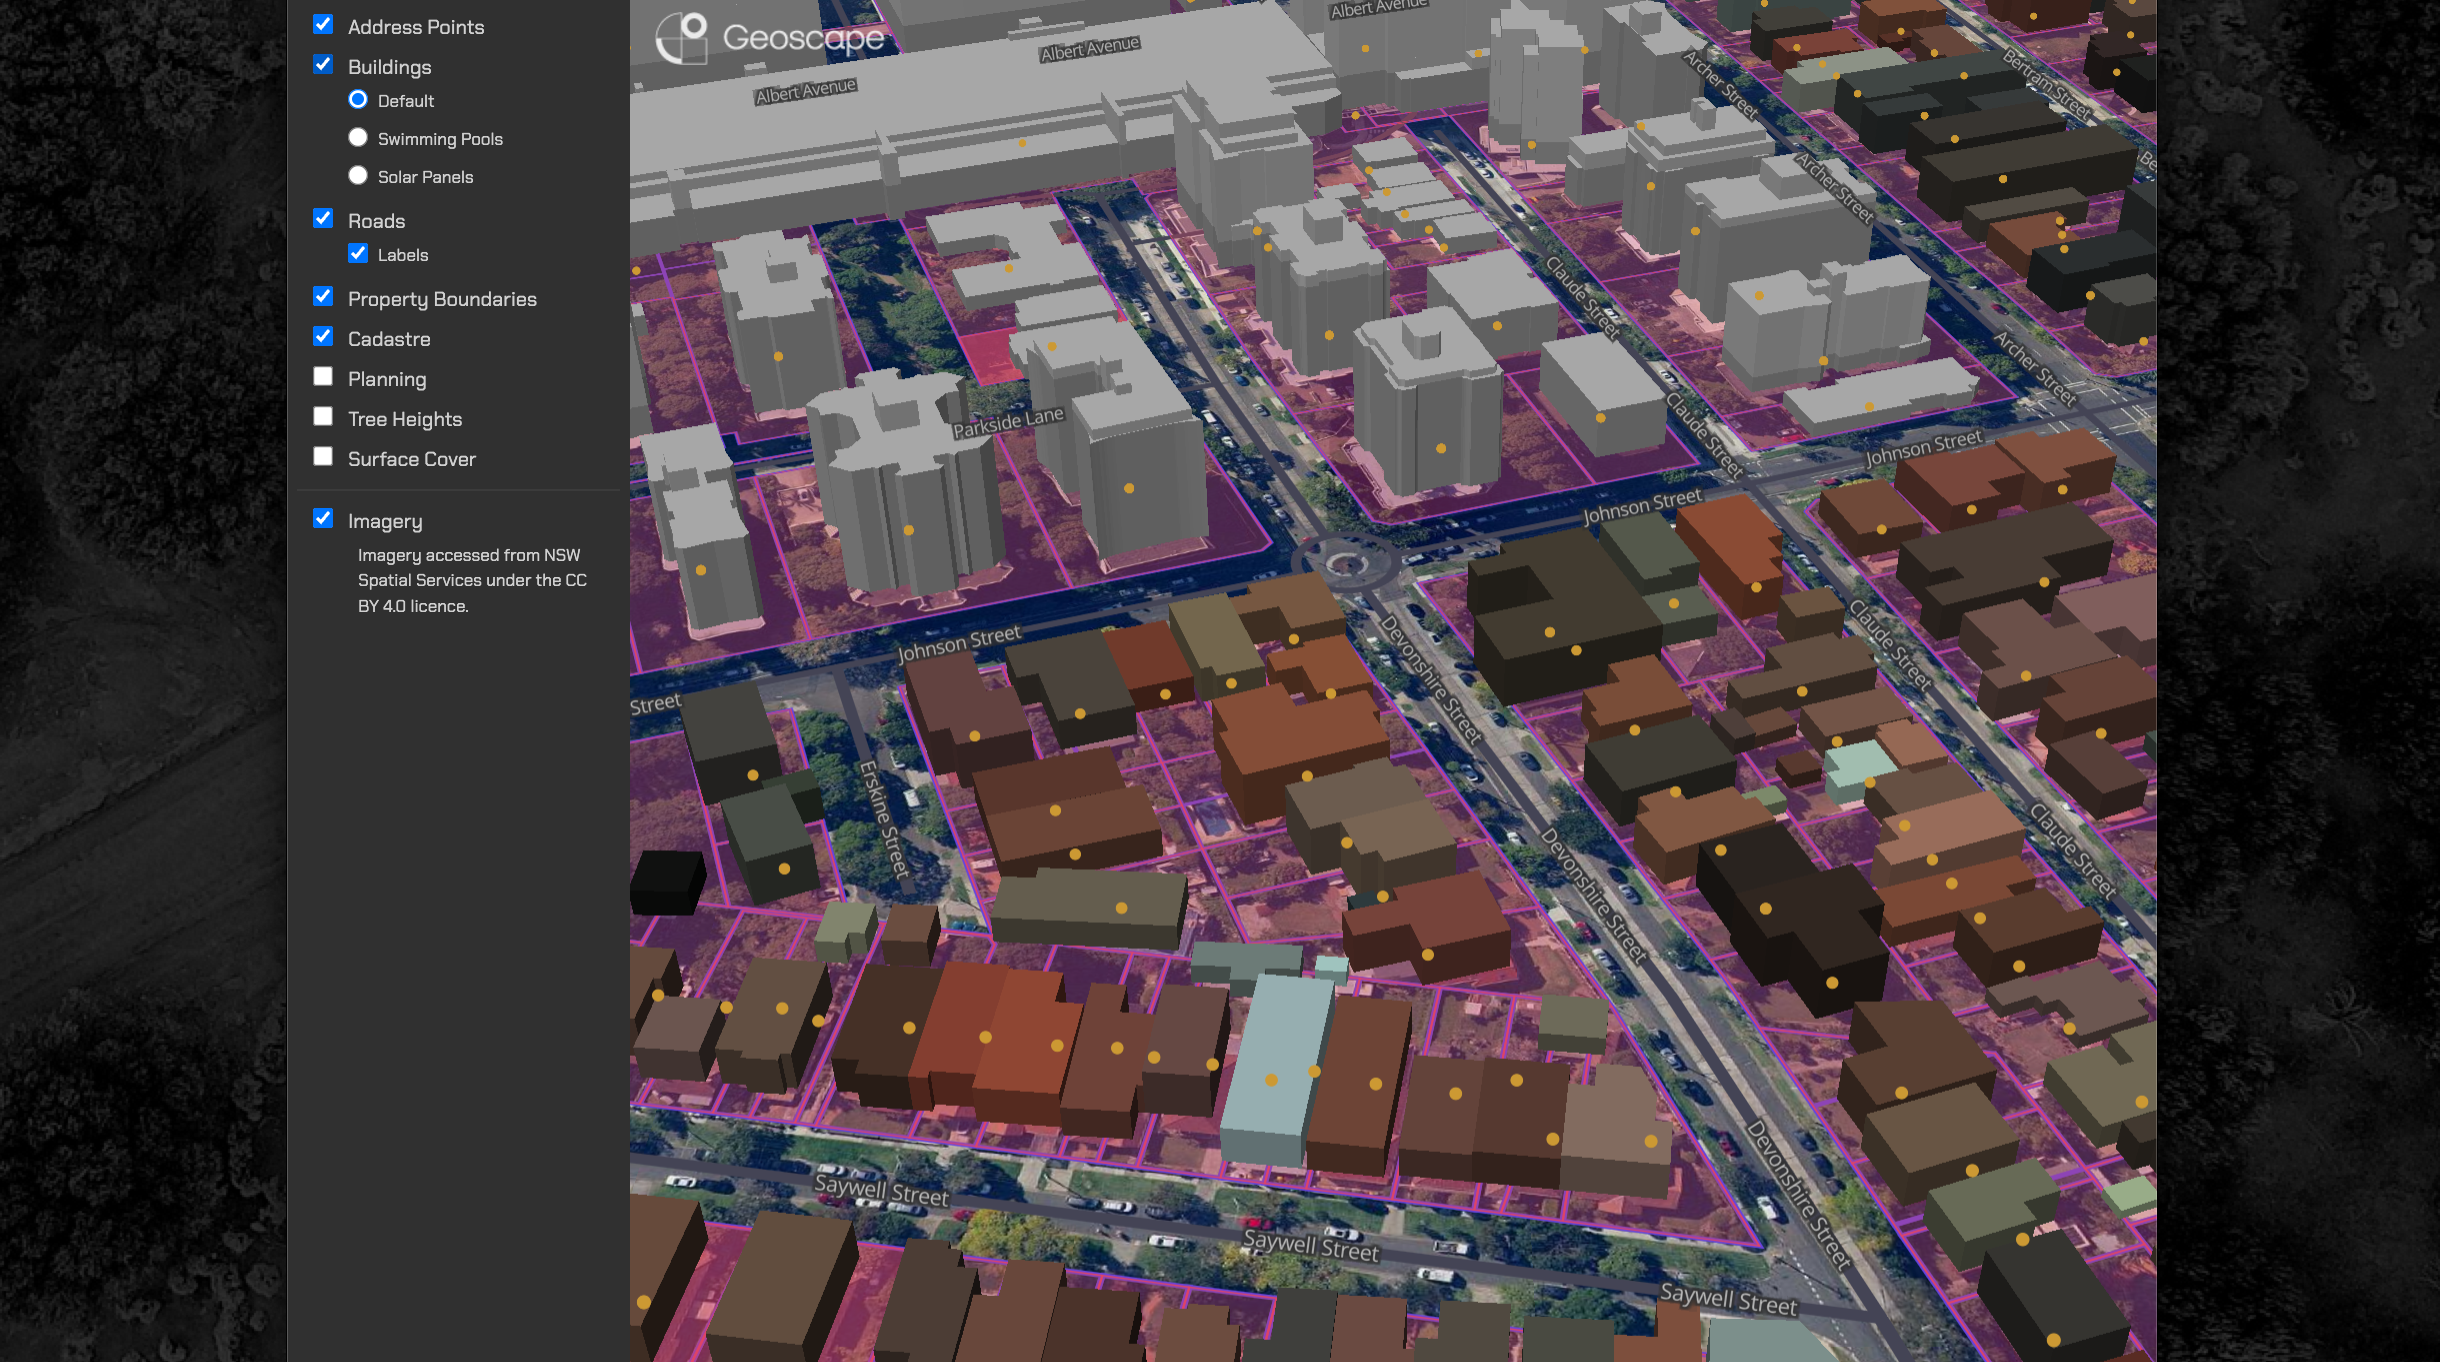 Address Points
Buildings
Default
Swimming Pools
Solar Panels
Roads
Labels
Property Boundaries
Cadastre
Planning
Tree Heights
Surface Cover
Imagery
Imagery accessed from NSW
Spatial Services under the CC
BY 4.0 licence.
Geoscape
Albert Avenue
Albert Avenue
Albert Avenue
Archer Street
Bertram Street
Be
Archer Street
Claude Street
Archer Street
Parkside Lane
Claude Street
Johnson Street
Johnson Street
Johnson Street
Street
Devonshire Street
Claude Street
Erskine Street
Devonshire Street
Claude Street
Devonshire Street
Saywell Street
Saywell Street
Saywell Street